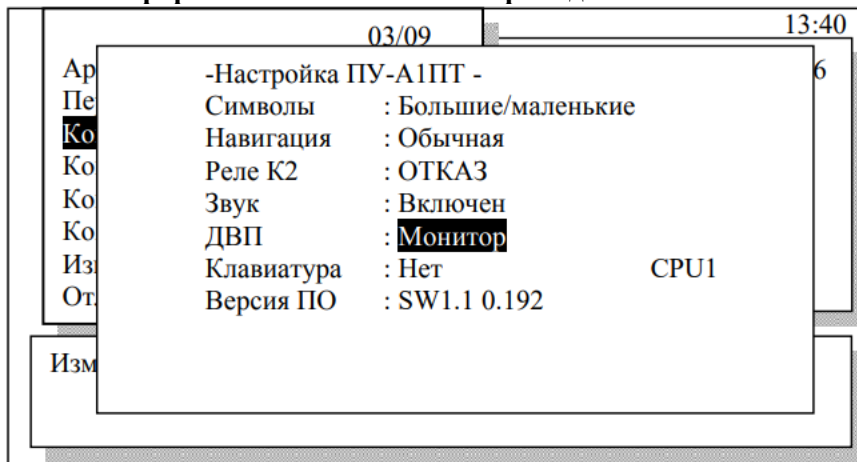 13:40
03/09
6
-Настройка ПУ-А1ПТ -
Символы : Большие/маленькие
Навигация : Обычная
Реле К2 : ОТКАЗ
Звук : Включен
ДВП : Монитор
Клавиатура : Нет CPU1
Версия ПО : SW1.1 0.192
Ар
Пе
Ко
Ко
Ко
Ко
Из
От
Изм